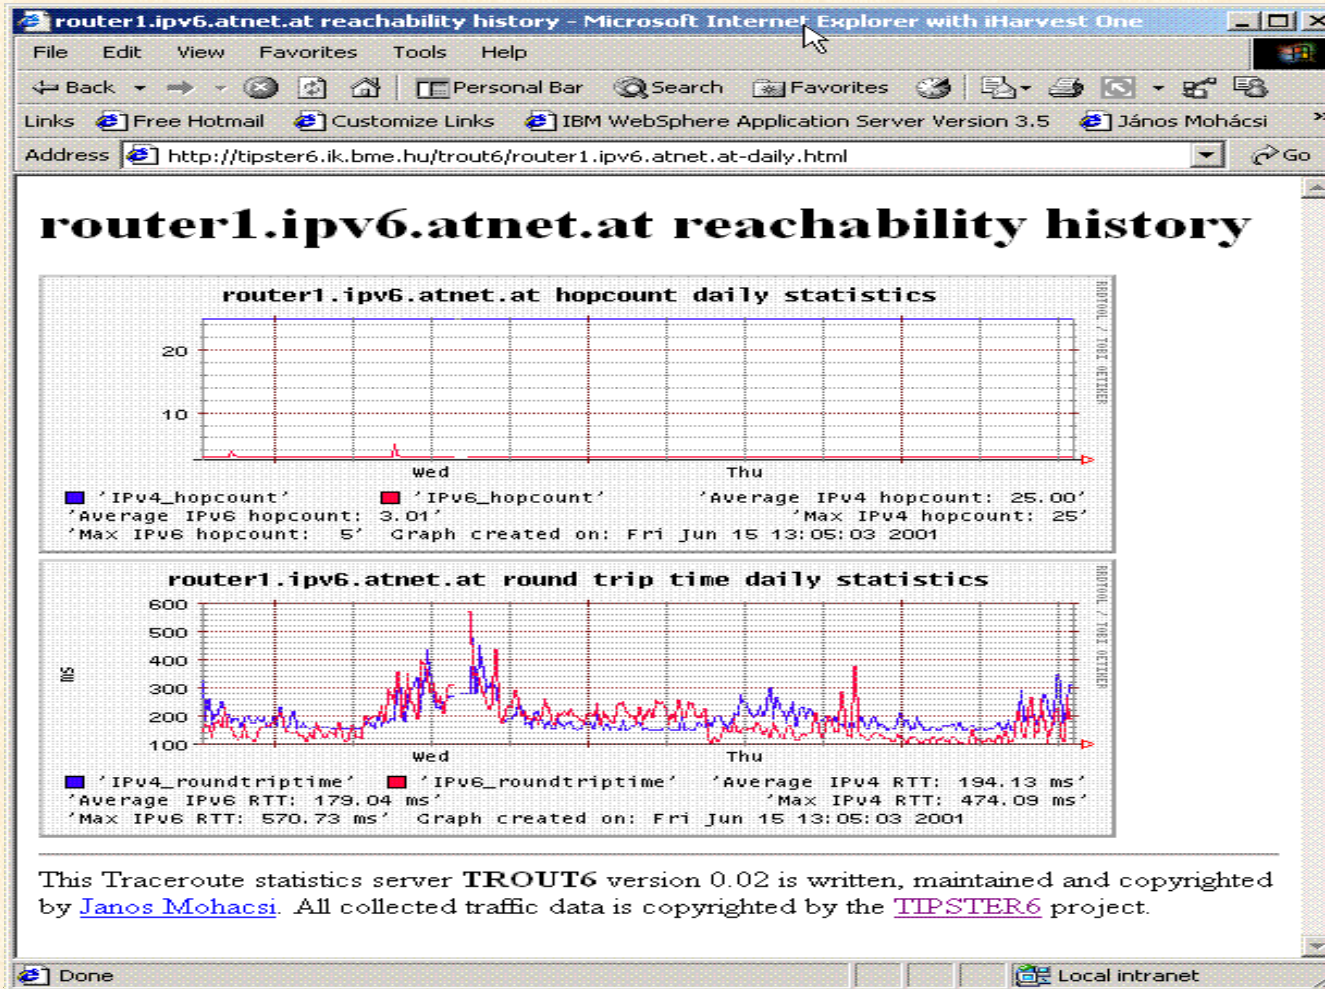 router1.ipv6.atnet.at reachability history - Microsoft Internet Explorer with iHarvest One
File Edit View Favorites Tools Help
Back Personal Bar Search Favorites
Links Free Hotmail Customize Links IBM WebSphere Application Server Version 3.5 János Mohácsi »
Address http://tipster6.ik.bme.hu/trout6/router1.ipv6.atnet.at-daily.html Go
router1.ipv6.atnet.at reachability history
router1.ipv6.atnet.at hopcount daily statistics
RRDTOOL / TOBI OETIKER
20
10
Wed Thu
'IPv4_hopcount' 'IPv6_hopcount' 'Average IPv4 hopcount: 25.00'
'Average IPv6 hopcount: 3.01' 'Max IPv4 hopcount: 25'
'Max IPv6 hopcount: 5' Graph created on: Fri Jun 15 13:05:03 2001
router1.ipv6.atnet.at round trip time daily statistics
RRDTOOL / TOBI OETIKER
600
500
400
ms
300
200
100
Wed Thu
'IPv4_roundtriptime' 'IPv6_roundtriptime' 'Average IPv4 RTT: 194.13 ms'
'Average IPv6 RTT: 179.04 ms' 'Max IPv4 RTT: 474.09 ms'
'Max IPv6 RTT: 570.73 ms' Graph created on: Fri Jun 15 13:05:03 2001
This Traceroute statistics server TROUT6 version 0.02 is written, maintained and copyrighted
by Janos Mohacsi. All collected traffic data is copyrighted by the TIPSTER6 project.
Done Local intranet